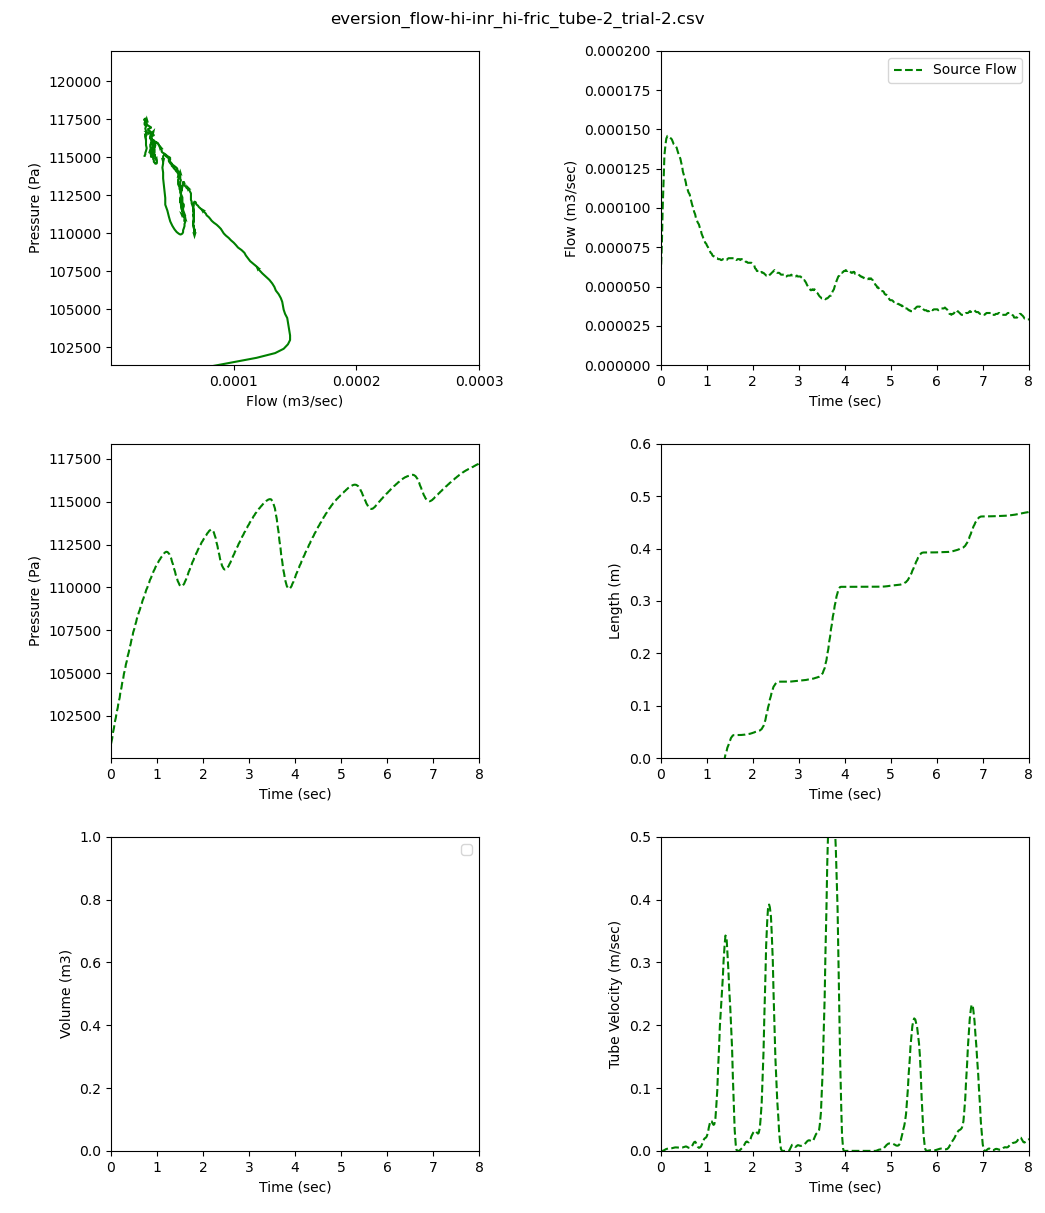 eversion_flow-hi-inr_hi-fric_tube-2_trial-2.csv
120000
117500
115000
112500
110000
107500
105000
102500
Pressure (Pa)
0.0001
0.0002
0.0003
Flow (m3/sec)
0.000200
0.000175
0.000150
0.000125
0.000100
0.000075
0.000050
0.000025
0.000000
Flow (m3/sec)
Source Flow
0 1 2 3 4 5 6 7 8
Time (sec)
117500
115000
112500
110000
107500
105000
102500
Pressure (Pa)
0 1 2 3 4 5 6 7 8
Time (sec)
0.6
0.5
0.4
0.3
0.2
0.1
0.0
Length (m)
0 1 2 3 4 5 6 7 8
Time (sec)
1.0
0.8
0.6
0.4
0.2
0.0
Volume (m3)
0 1 2 3 4 5 6 7 8
Time (sec)
0.5
0.4
0.3
0.2
0.1
0.0
Tube Velocity (m/sec)
0 1 2 3 4 5 6 7 8
Time (sec)